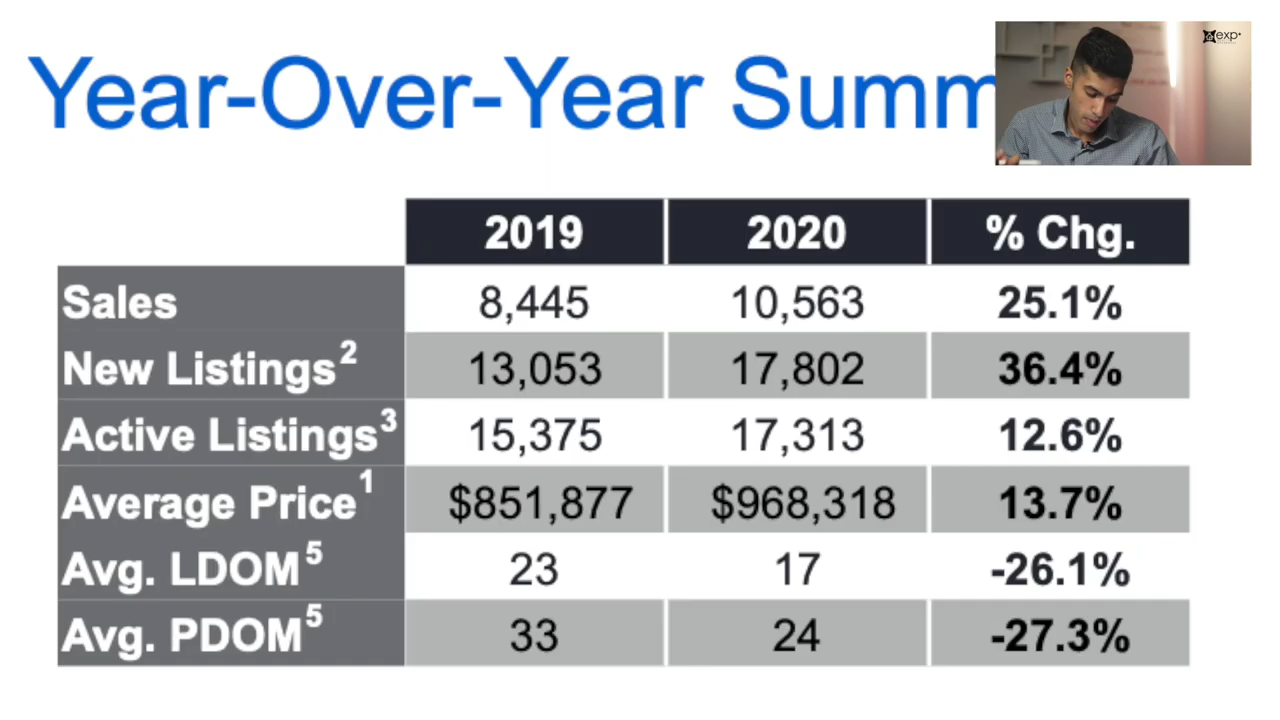 Year-Over-Year Summ
exp
2019 2020 % Chg.
Sales 8,445 10,563 25.1%
New Listings2 13,053 17,802 36.4%
Active Listings3 15,375 17,313 12.6%
Average Price1 $851,877 $968,318 13.7%
Avg. LDOM5 23 17 -26.1%
Avg. PDOM5 33 24 -27.3%